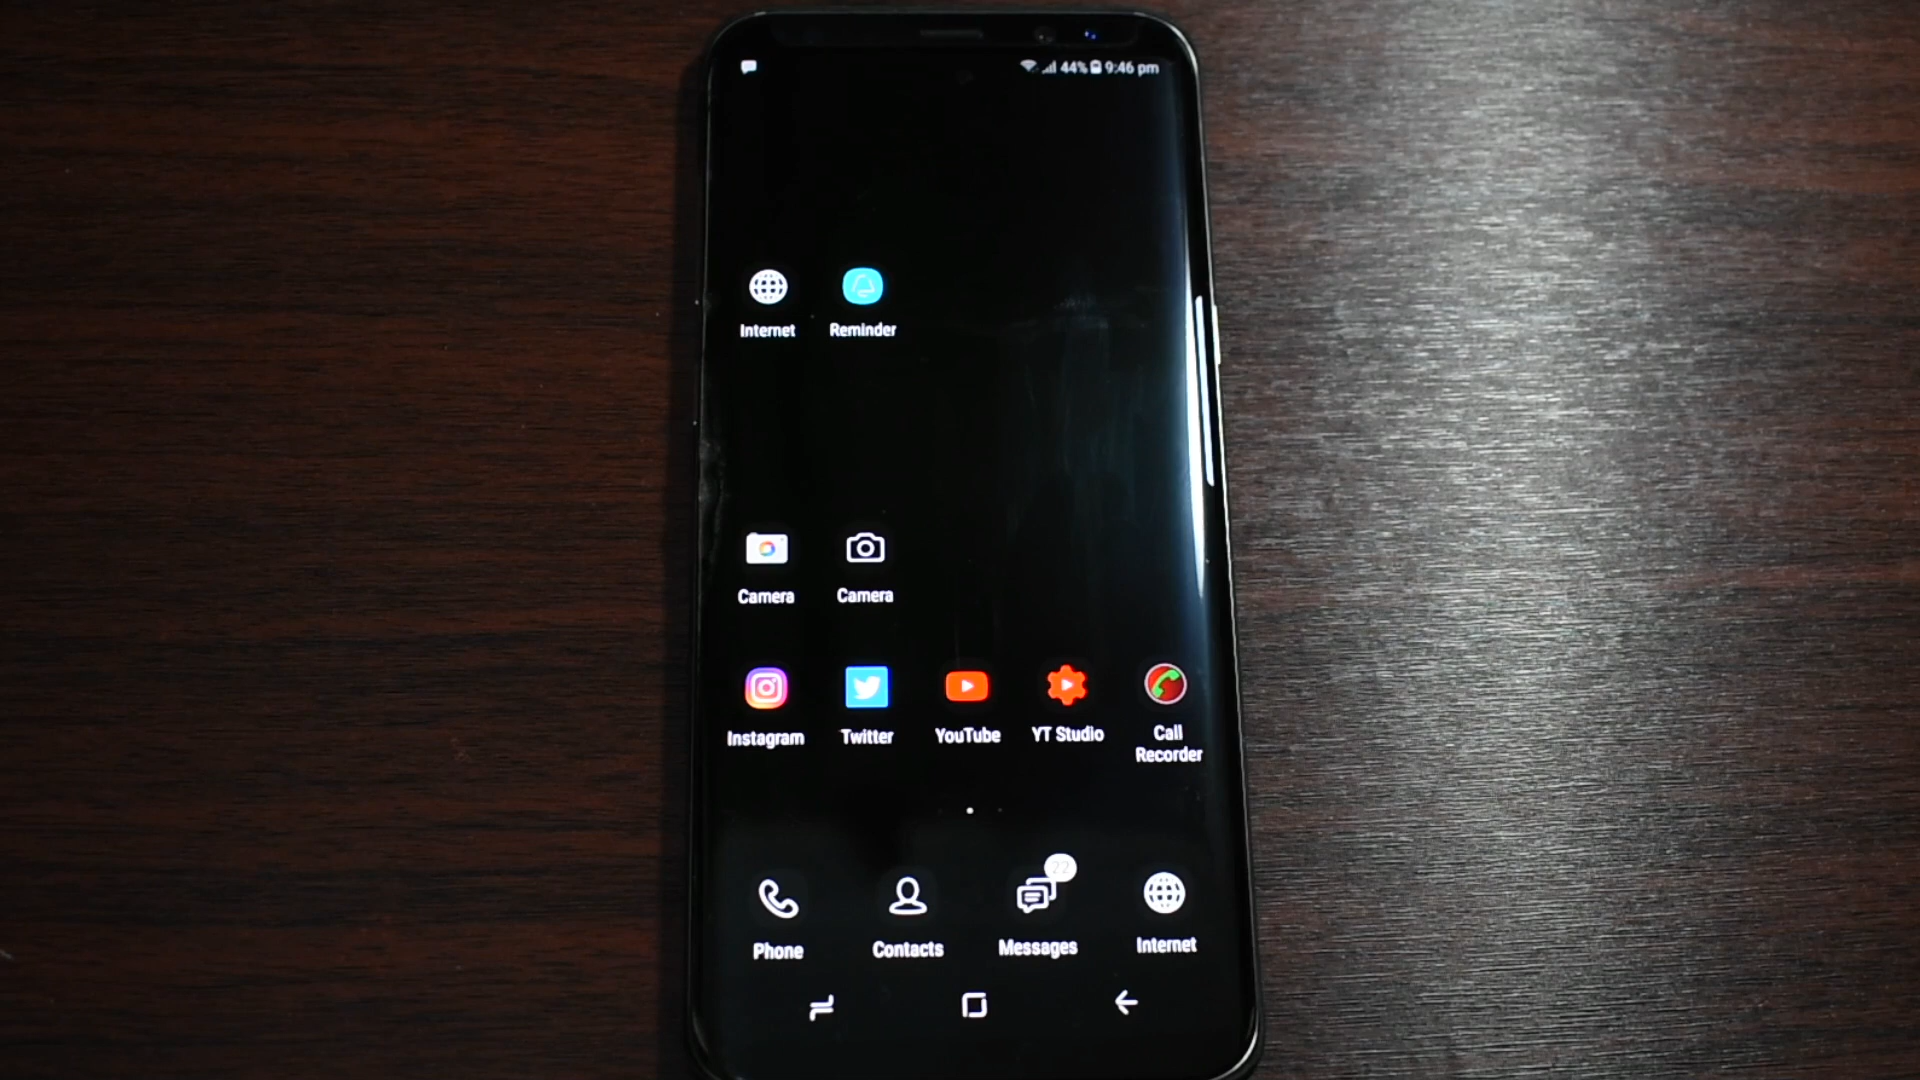 44% 9:46 pm
Internet Reminder
Camera Camera
Instagram Twitter YouTube YT Studio Call
Recorder
22
Phone Contacts Messages Internet